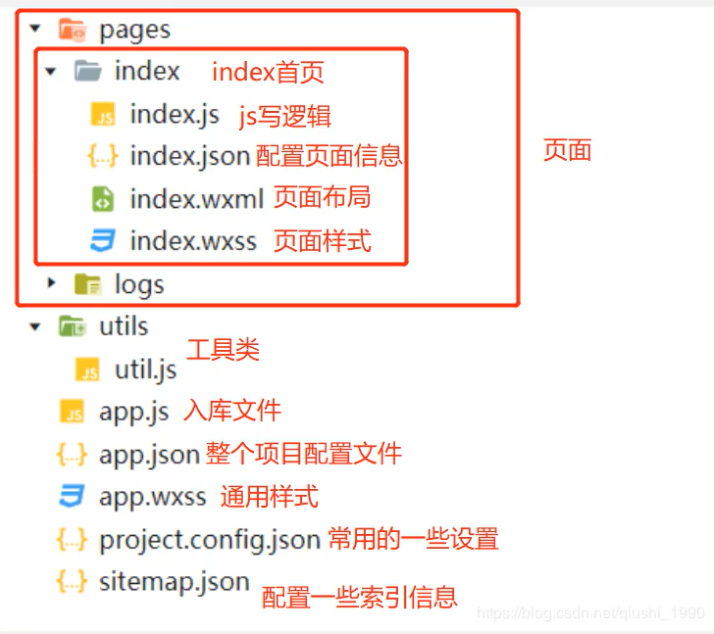 pages
index index首页
index.js js写逻辑
index.json 配置页面信息
页面
index.wxml 页面布局
index.wxss 页面样式
logs
utils
工具类
util.js
app.js 入库文件
app.json 整个项目配置文件
app.wxss 通用样式
project.config.json 常用的一些设置
sitemap.json 配置一些索引信息
https://blog.csdn.net/qiushi_1990